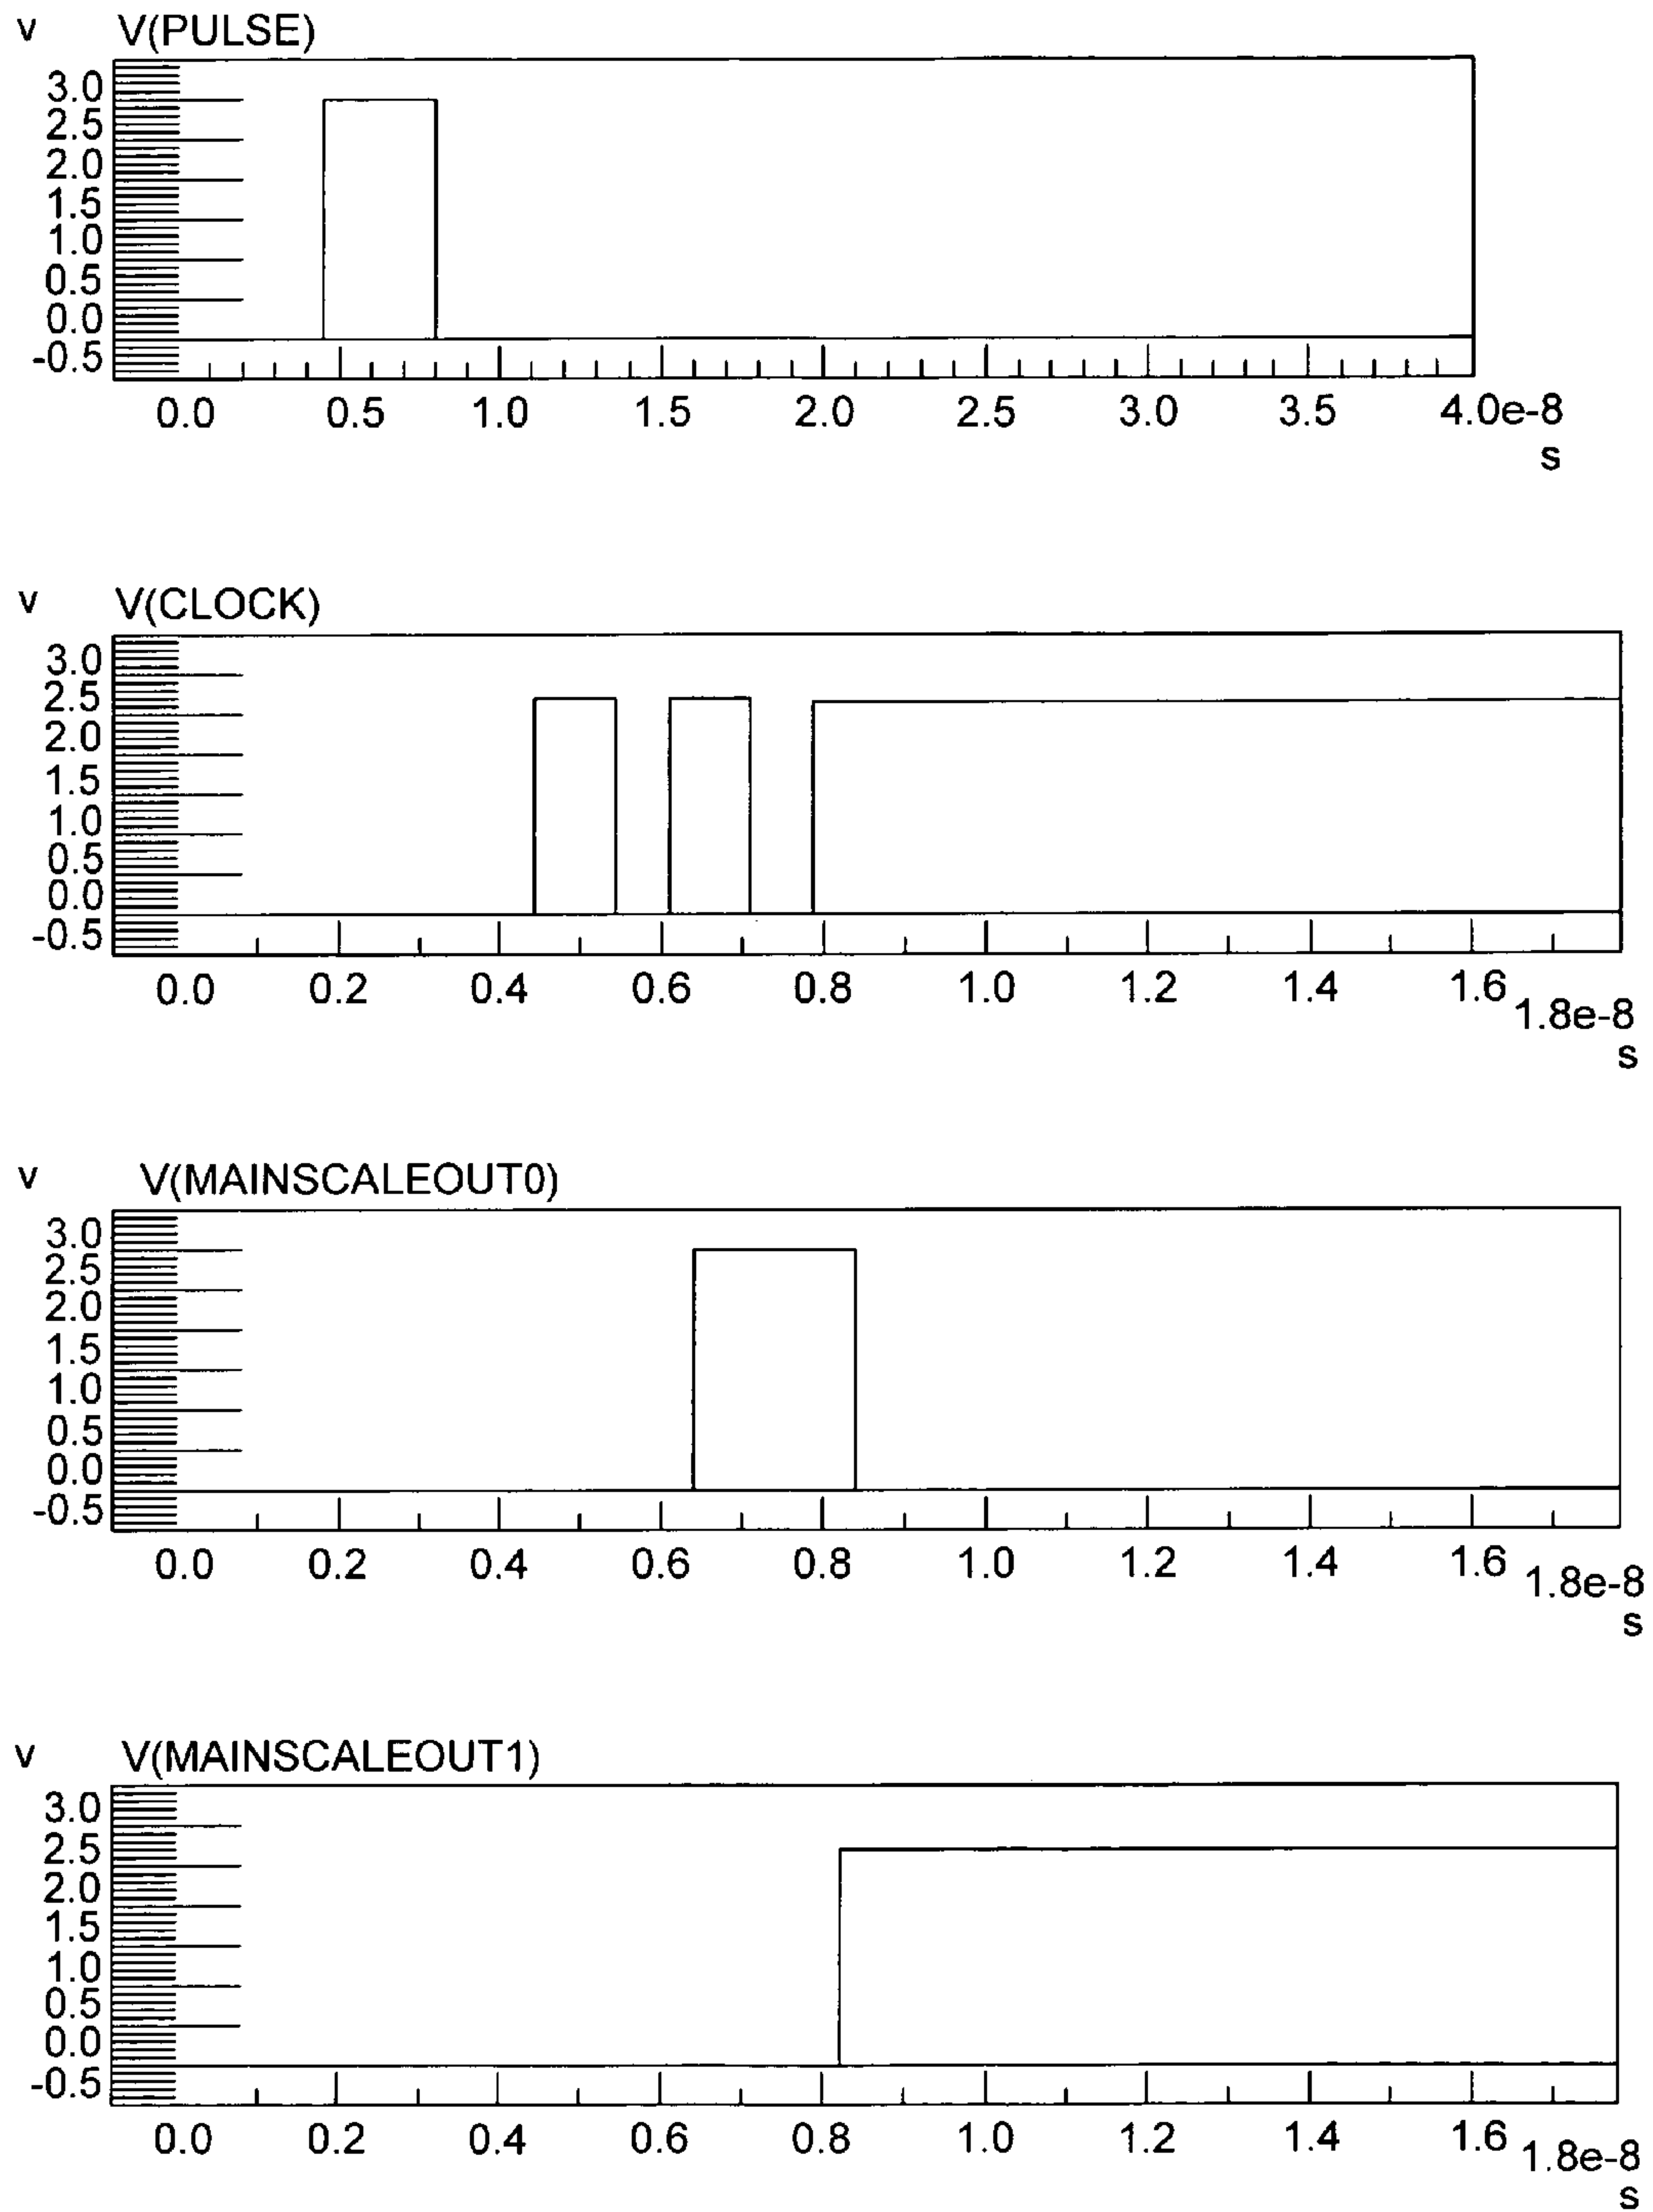 v V(PULSE)
3.0
2.5
2.0
1.5
1.0
0.5
0.0
-0.5
0.0 0.5 1.0 1.5 2.0 2.5 3.0 3.5 4.0e-8
s
v V(CLOCK)
3.0
2.5
2.0
1.5
1.0
0.5
0.0
-0.5
0.0 0.2 0.4 0.6 0.8 1.0 1.2 1.4 1.6 1.8e-8
s
v V(MAINSCALEOUT0)
3.0
2.5
2.0
1.5
1.0
0.5
0.0
-0.5
0.0 0.2 0.4 0.6 0.8 1.0 1.2 1.4 1.6 1.8e-8
s
v V(MAINSCALEOUT1)
3.0
2.5
2.0
1.5
1.0
0.5
0.0
-0.5
0.0 0.2 0.4 0.6 0.8 1.0 1.2 1.4 1.6 1.8e-8
s